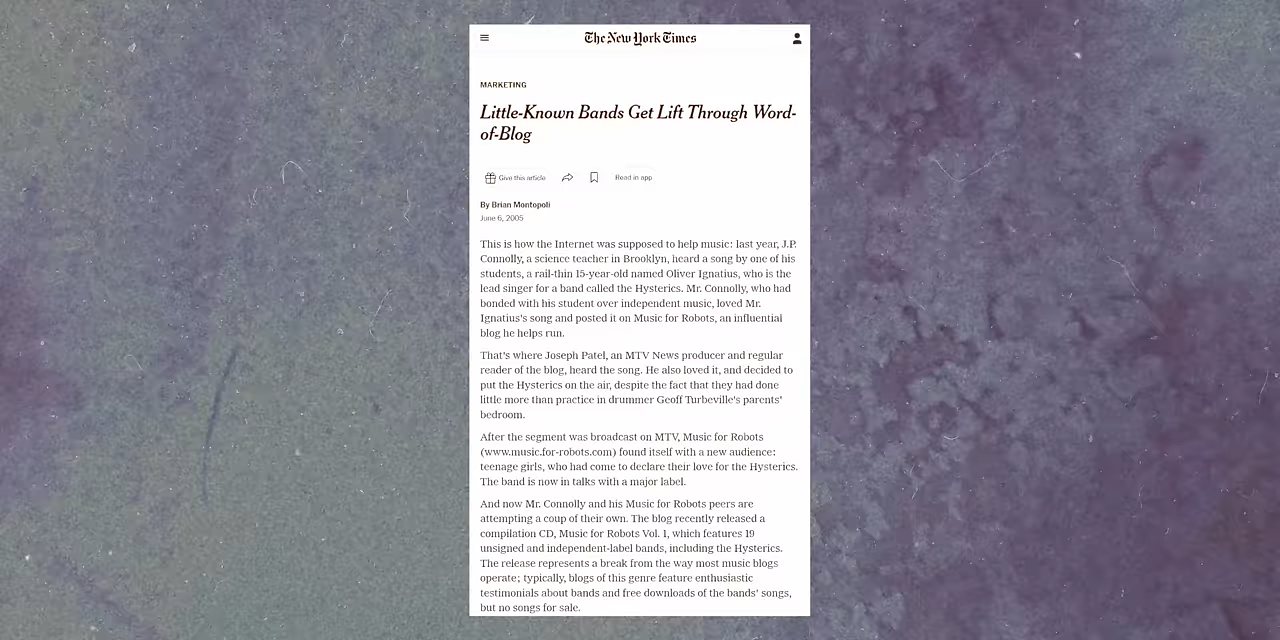 The New York Times
MARKETING
Little-Known Bands Get Lift Through Word-
of-Blog
Give this article
Read in app
By Brian Montopoli
June 6, 2005
This is how the Internet was supposed to help music: last year, J.P.
Connolly, a science teacher in Brooklyn, heard a song by one of his
students, a rail-thin 15-year-old named Oliver Ignatius, who is the
lead singer for a band called the Hysterics. Mr. Connolly, who had
bonded with his student over independent music, loved Mr.
Ignatius's song and posted it on Music for Robots, an influential
blog he helps run.
That's where Joseph Patel, an MTV News producer and regular
reader of the blog, heard the song. He also loved it, and decided to
put the Hysterics on the air, despite the fact that they had done
little more than practice in drummer Geoff Turbeville's parents'
bedroom.
After the segment was broadcast on MTV, Music for Robots
(www.music.for-robots.com) found itself with a new audience:
teenage girls, who had come to declare their love for the Hysterics.
The band is now in talks with a major label.
And now Mr. Connolly and his Music for Robots peers are
attempting a coup of their own. The blog recently released a
compilation CD, Music for Robots Vol. 1, which features 19
unsigned and independent-label bands, including the Hysterics.
The release represents a break from the way most music blogs
operate; typically, blogs of this genre feature enthusiastic
testimonials about bands and free downloads of the bands' songs,
but no songs for sale.